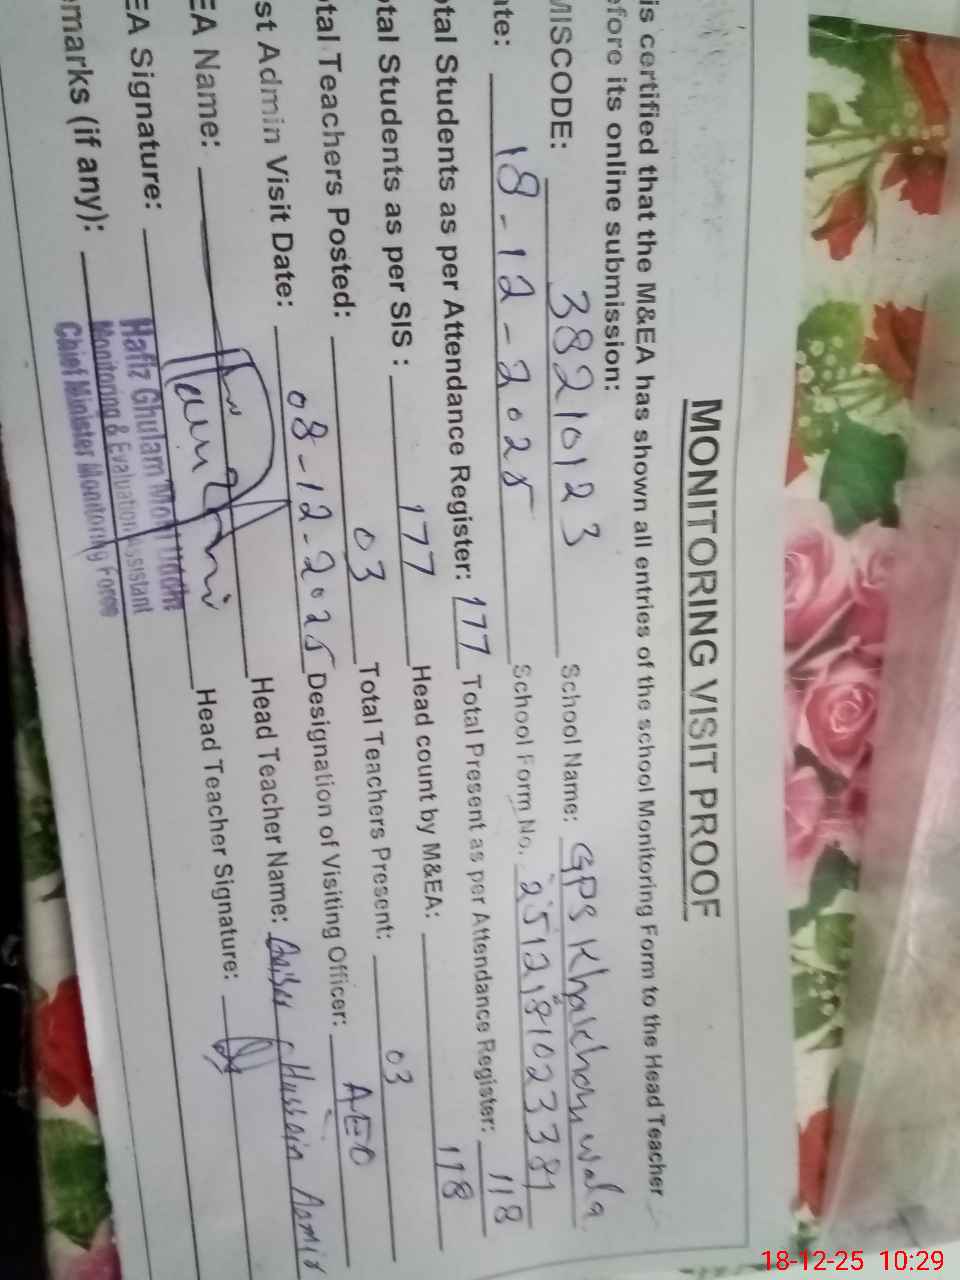 MONITORING VISIT PROOF
is certified that the M&EA has shown all entries of the school Monitoring Form to the Head Teacher
efore its online submission:
MISCODE: 38210123 School Name: GPS Khakhanwala
ate: 18-12-2025 School Form No. 2512181023381
otal Students as per Attendance Register: 177 Total Present as per Attendance Register: 118
otal Students as per SIS : 177 Head count by M&EA: 118
otal Teachers Posted: 03 Total Teachers Present: 03
st Admin Visit Date: 08-12-2025 Designation of Visiting Officer: AEO
EA Name: Head Teacher Name: Hussain Aamir
EA Signature: Head Teacher Signature:
Hafiz Ghulam
Monitoring & Evaluation Assistant
emarks (if any):
Chief Minister Monitoring Force
18-12-25 10:29